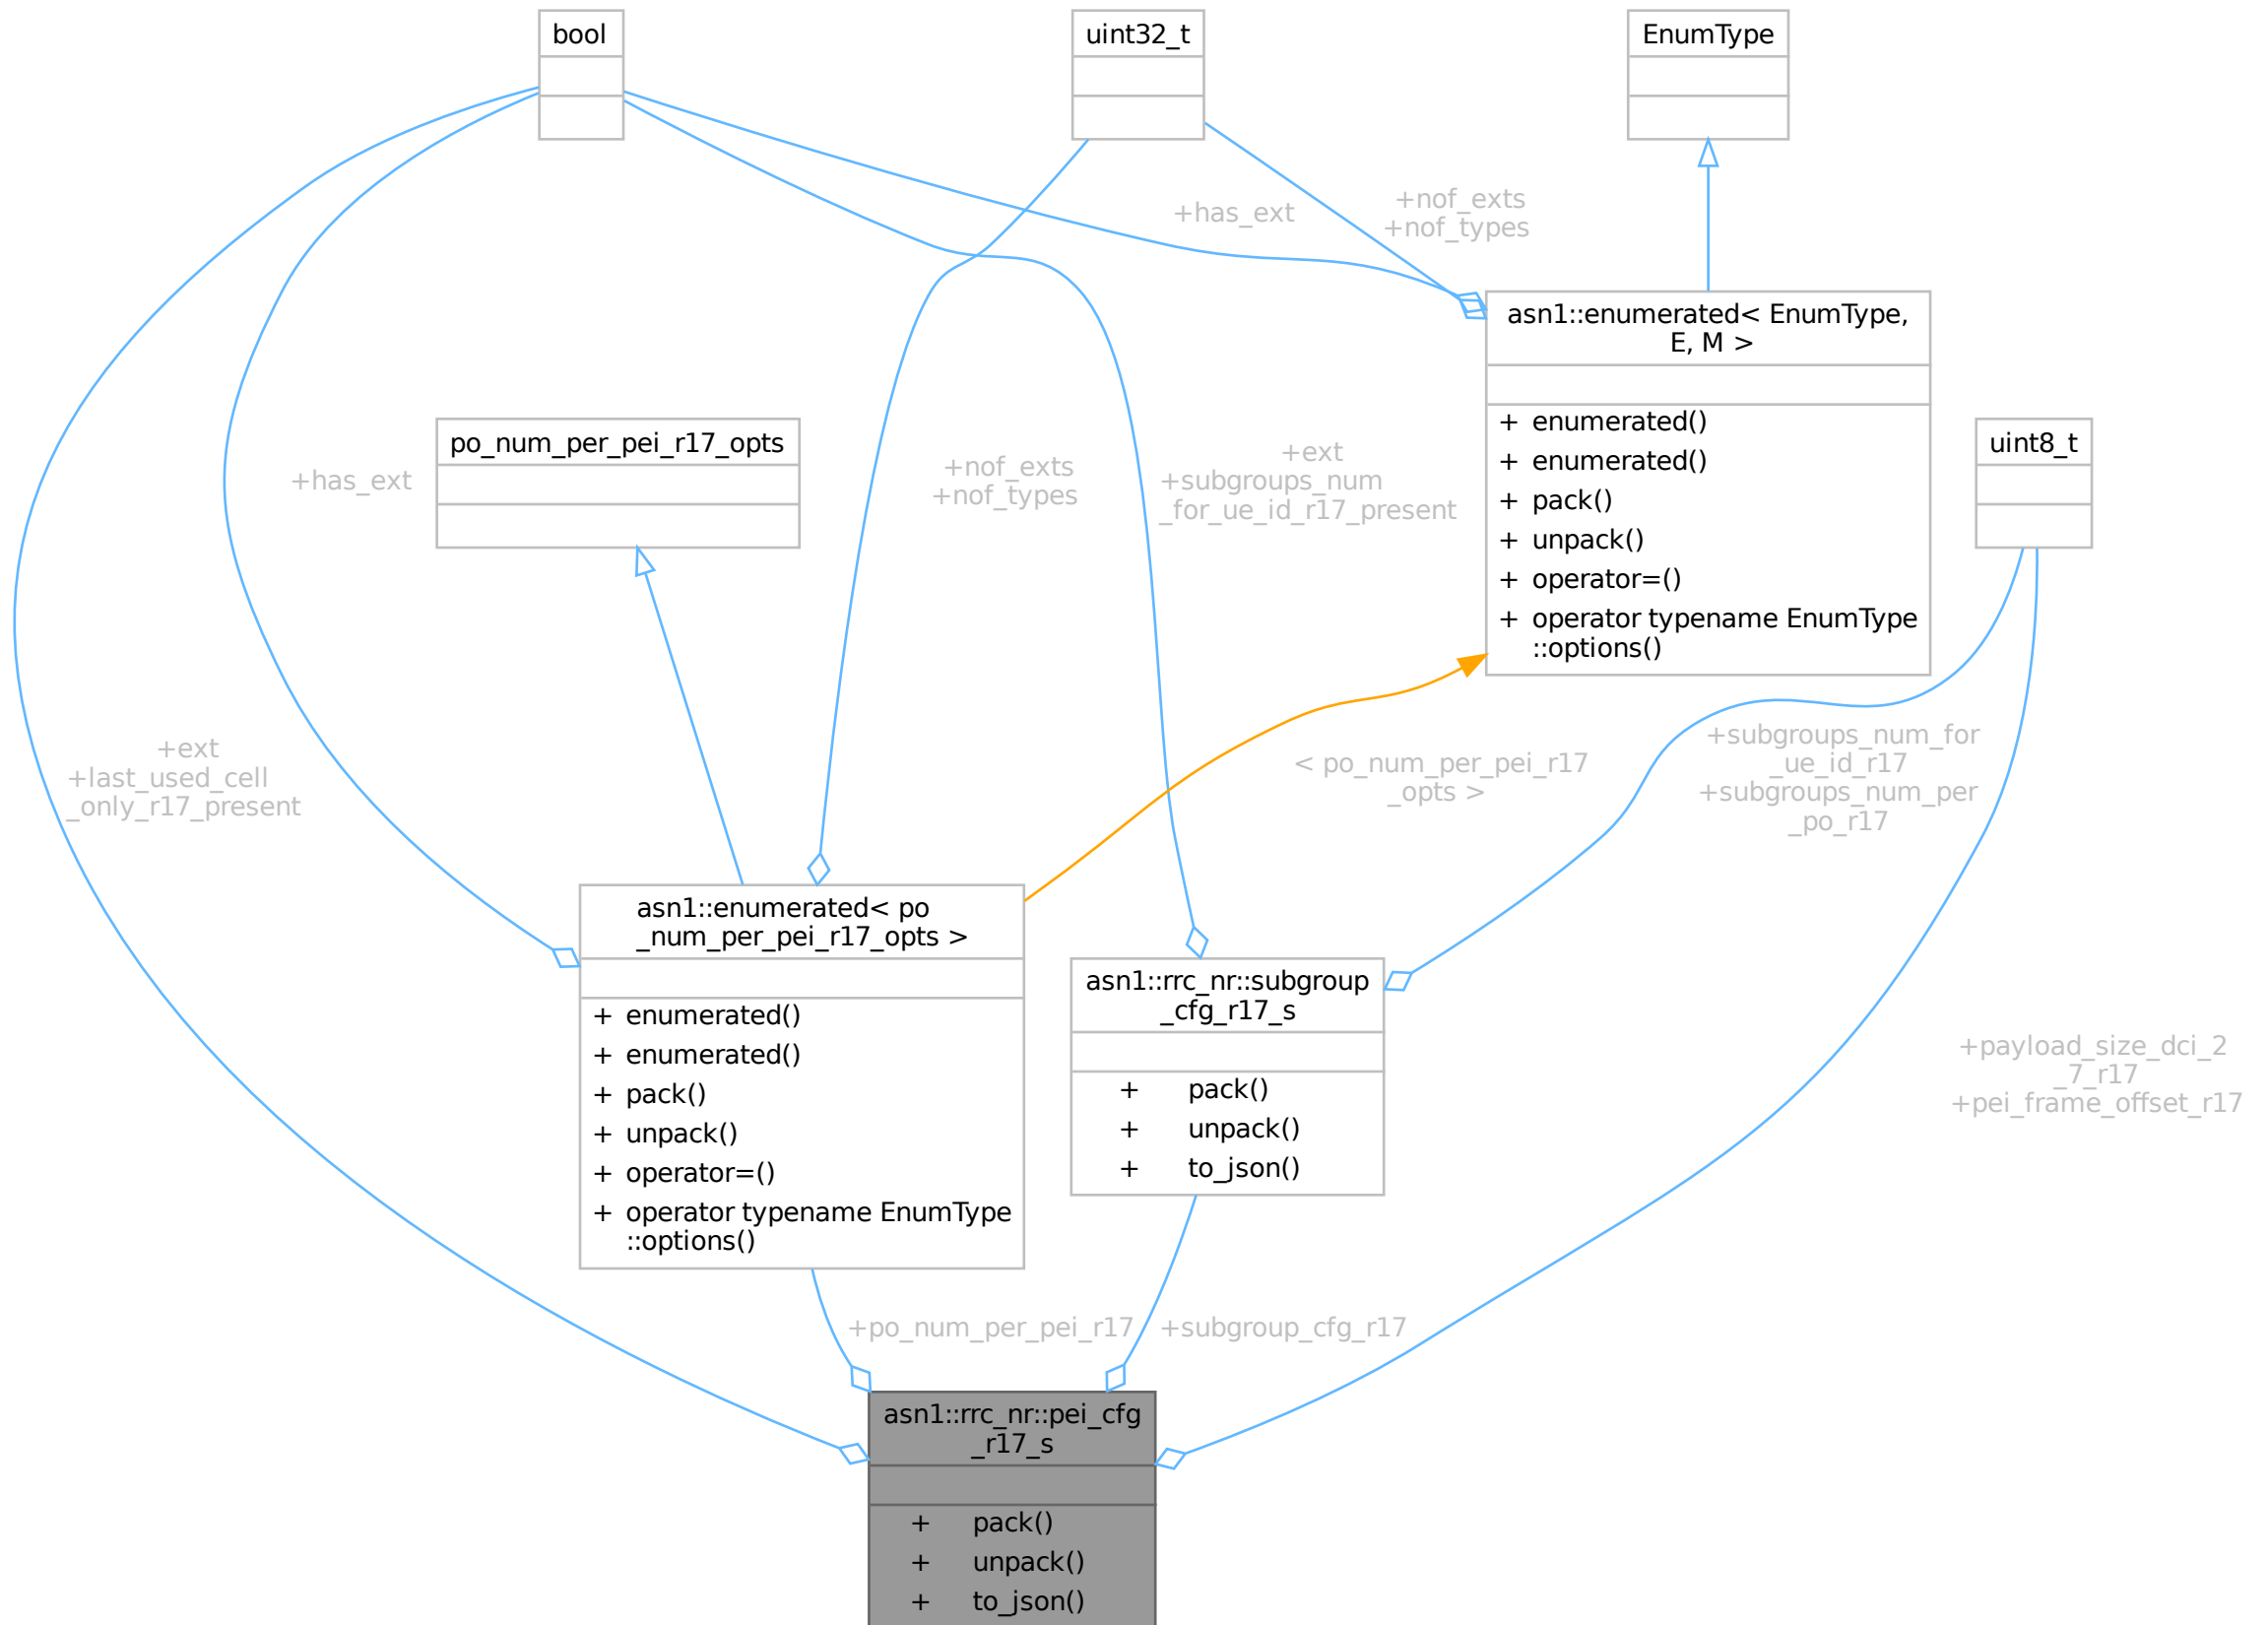 bool
uint32_t
EnumType
+has_ext
+nof_exts
+nof_types
asn1::enumerated< EnumType,
E, M >
+ enumerated()
+ enumerated()
+ pack()
+ unpack()
+ operator=()
+ operator typename EnumType
::options()
po_num_per_pei_r17_opts
uint8_t
+has_ext
+nof_exts
+nof_types
+ext
+subgroups_num
_for_ue_id_r17_present
+ext
+last_used_cell
_only_r17_present
< po_num_per_pei_r17
_opts >
+subgroups_num_for
_ue_id_r17
+subgroups_num_per
_po_r17
asn1::enumerated< po
_num_per_pei_r17_opts >
+ enumerated()
+ enumerated()
+ pack()
+ unpack()
+ operator=()
+ operator typename EnumType
::options()
asn1::rrc_nr::subgroup
_cfg_r17_s
+ pack()
+ unpack()
+ to_json()
+payload_size_dci_2
_7_r17
+pei_frame_offset_r17
+po_num_per_pei_r17
+subgroup_cfg_r17
asn1::rrc_nr::pei_cfg
_r17_s
+ pack()
+ unpack()
+ to_json()